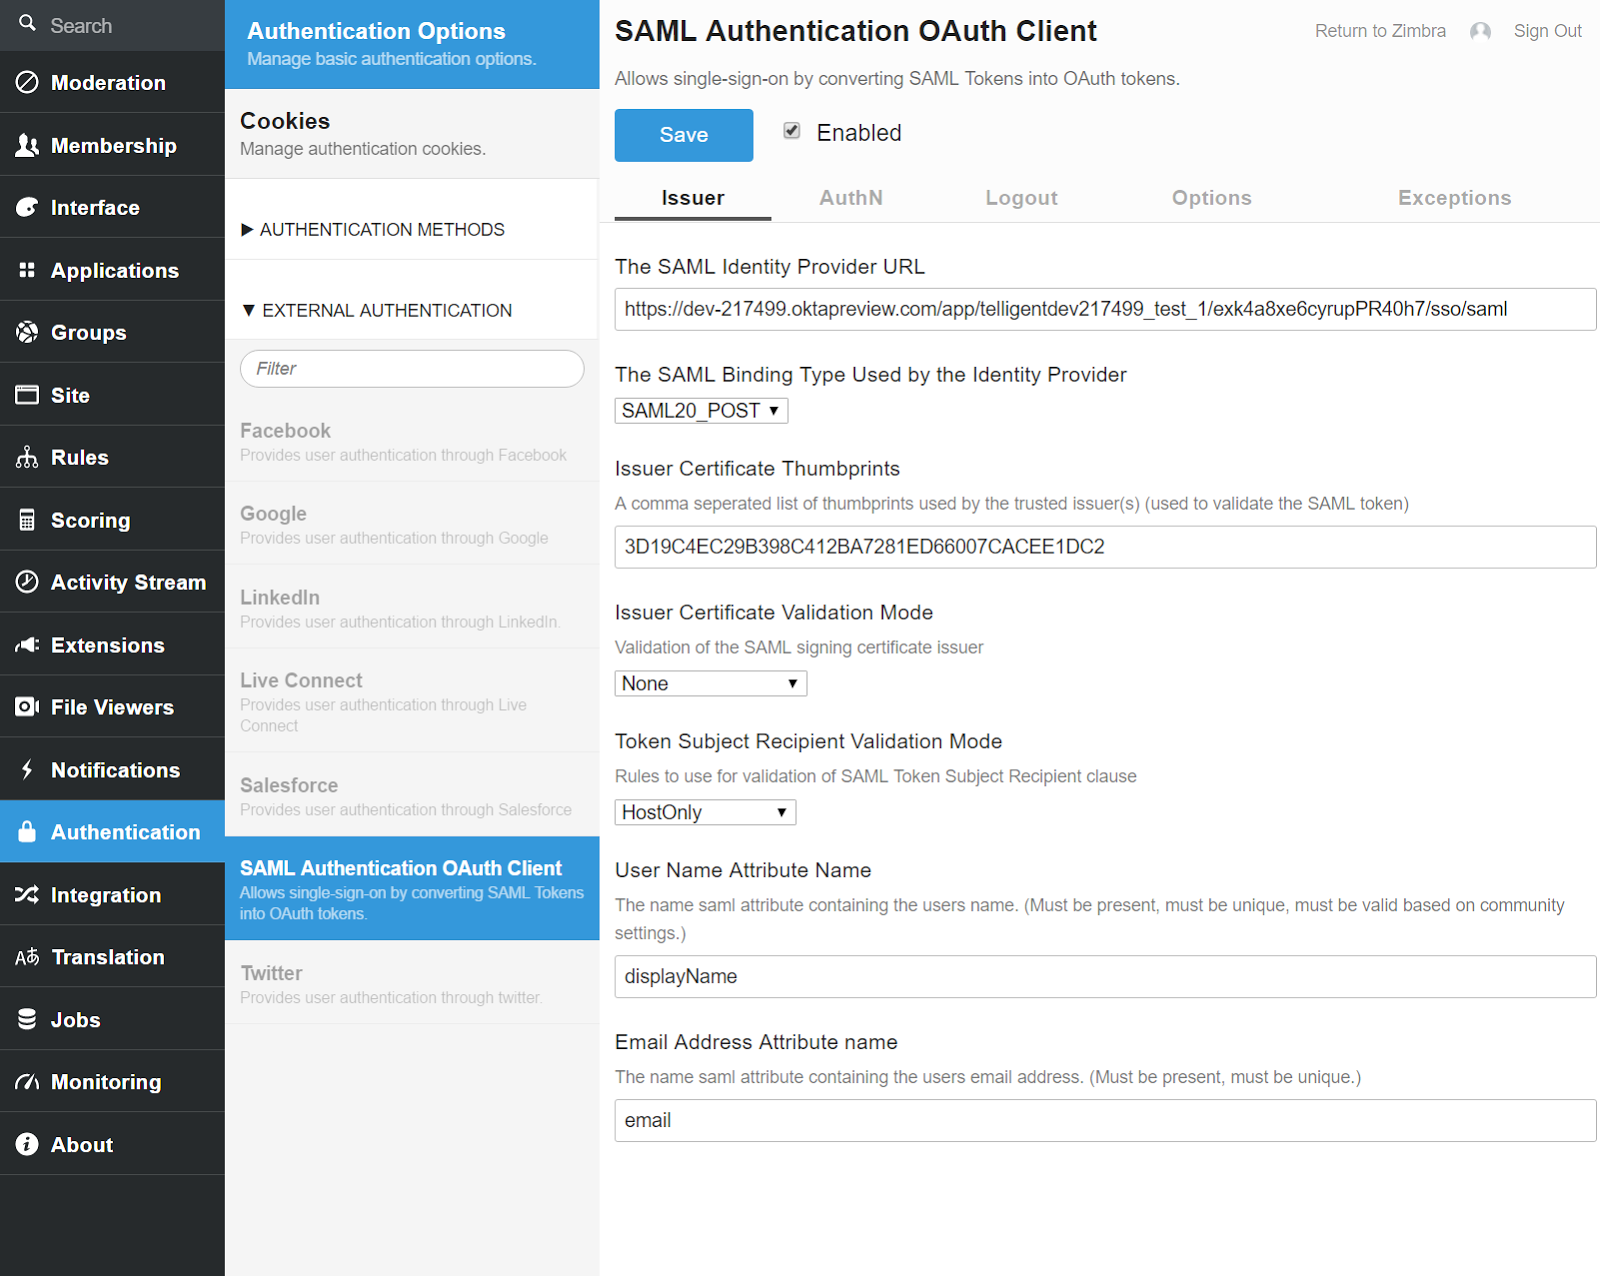 Search
Moderation
Membership
Interface
Applications
Groups
Site
Rules
Scoring
Activity Stream
Extensions
File Viewers
Notifications
Authentication
Integration
Translation
Jobs
Monitoring
About
Authentication Options
Manage basic authentication options.
Cookies
Manage authentication cookies.
▶ AUTHENTICATION METHODS
▼ EXTERNAL AUTHENTICATION
Filter
Facebook
Provides user authentication through Facebook
Google
Provides user authentication through Google
LinkedIn
Provides user authentication through LinkedIn.
Live Connect
Provides user authentication through Live
Connect
Salesforce
Provides user authentication through Salesforce
SAML Authentication OAuth Client
Allows single-sign-on by converting SAML Tokens
into OAuth tokens.
Twitter
Provides user authentication through twitter.
SAML Authentication OAuth Client
Return to Zimbra
Sign Out
Allows single-sign-on by converting SAML Tokens into OAuth tokens.
Save
Enabled
Issuer
AuthN
Logout
Options
Exceptions
The SAML Identity Provider URL
https://dev-217499.oktapreview.com/app/telligentdev217499_test_1/exk4a8xe6cyrupPR40h7/sso/saml
The SAML Binding Type Used by the Identity Provider
SAML20_POST ▼
Issuer Certificate Thumbprints
A comma seperated list of thumbprints used by the trusted issuer(s) (used to validate the SAML token)
3D19C4EC29B398C412BA7281ED66007CACEE1DC2
Issuer Certificate Validation Mode
Validation of the SAML signing certificate issuer
None ▼
Token Subject Recipient Validation Mode
Rules to use for validation of SAML Token Subject Recipient clause
HostOnly ▼
User Name Attribute Name
The name saml attribute containing the users name. (Must be present, must be unique, must be valid based on community
settings.)
displayName
Email Address Attribute name
The name saml attribute containing the users email address. (Must be present, must be unique.)
email